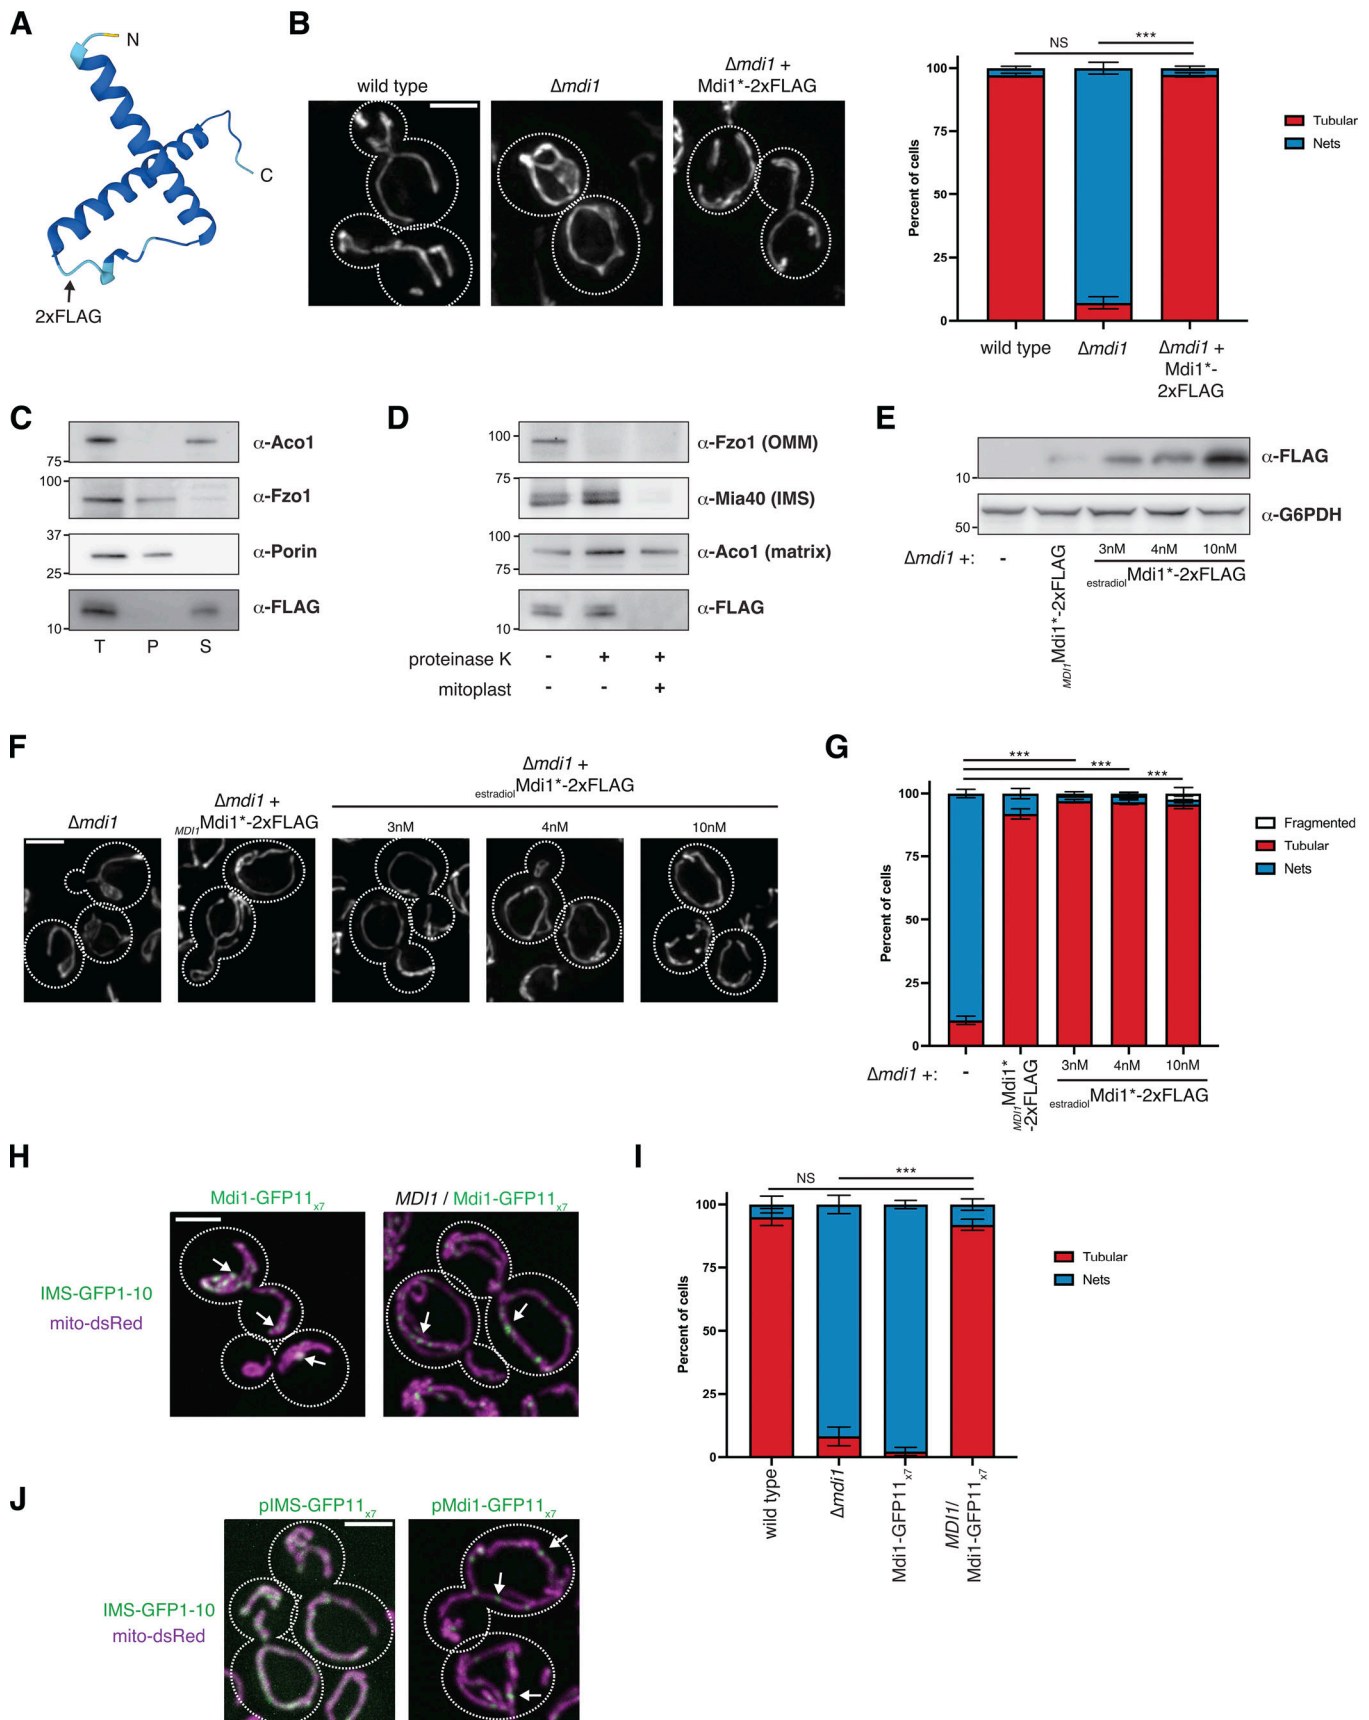 A
N
C
2xFLAG
B
wild type
Δmdi1
Δmdi1 +
Mdi1*-2xFLAG
NS
***
100
75
50
25
0
Percent of cells
wild type
Δmdi1
Δmdi1 +
Mdi1*-
2xFLAG
Tubular
Nets
C
75
α-Aco1
100
α-Fzo1
37
25
α-Porin
10
α-FLAG
T P S
D
100
α-Fzo1 (OMM)
75
α-Mia40 (IMS)
100
75
α-Aco1 (matrix)
10
α-FLAG
proteinase K - + +
mitoplast - - +
E
10
α-FLAG
50
α-G6PDH
Δmdi1 +:
-
MDI1Mdi1*-2xFLAG
3nM 4nM 10nM
estradiolMdi1*-2xFLAG
F
Δmdi1
Δmdi1 +
MDI1Mdi1*-2xFLAG
Δmdi1 +
estradiolMdi1*-2xFLAG
3nM 4nM 10nM
G
***
***
***
100
75
50
25
0
Percent of cells
Δmdi1 +:
-
MDI1Mdi1*
-2xFLAG
3nM 4nM 10nM
estradiolMdi1*-2xFLAG
Fragmented
Tubular
Nets
H
Mdi1-GFP11x7
MDI1 / Mdi1-GFP11x7
IMS-GFP1-10
mito-dsRed
I
NS
***
100
75
50
25
0
Percent of cells
wild type
Δmdi1
Mdi1-GFP11x7
MDI1/
Mdi1-GFP11x7
Tubular
Nets
J
pIMS-GFP11x7
pMdi1-GFP11x7
IMS-GFP1-10
mito-dsRed